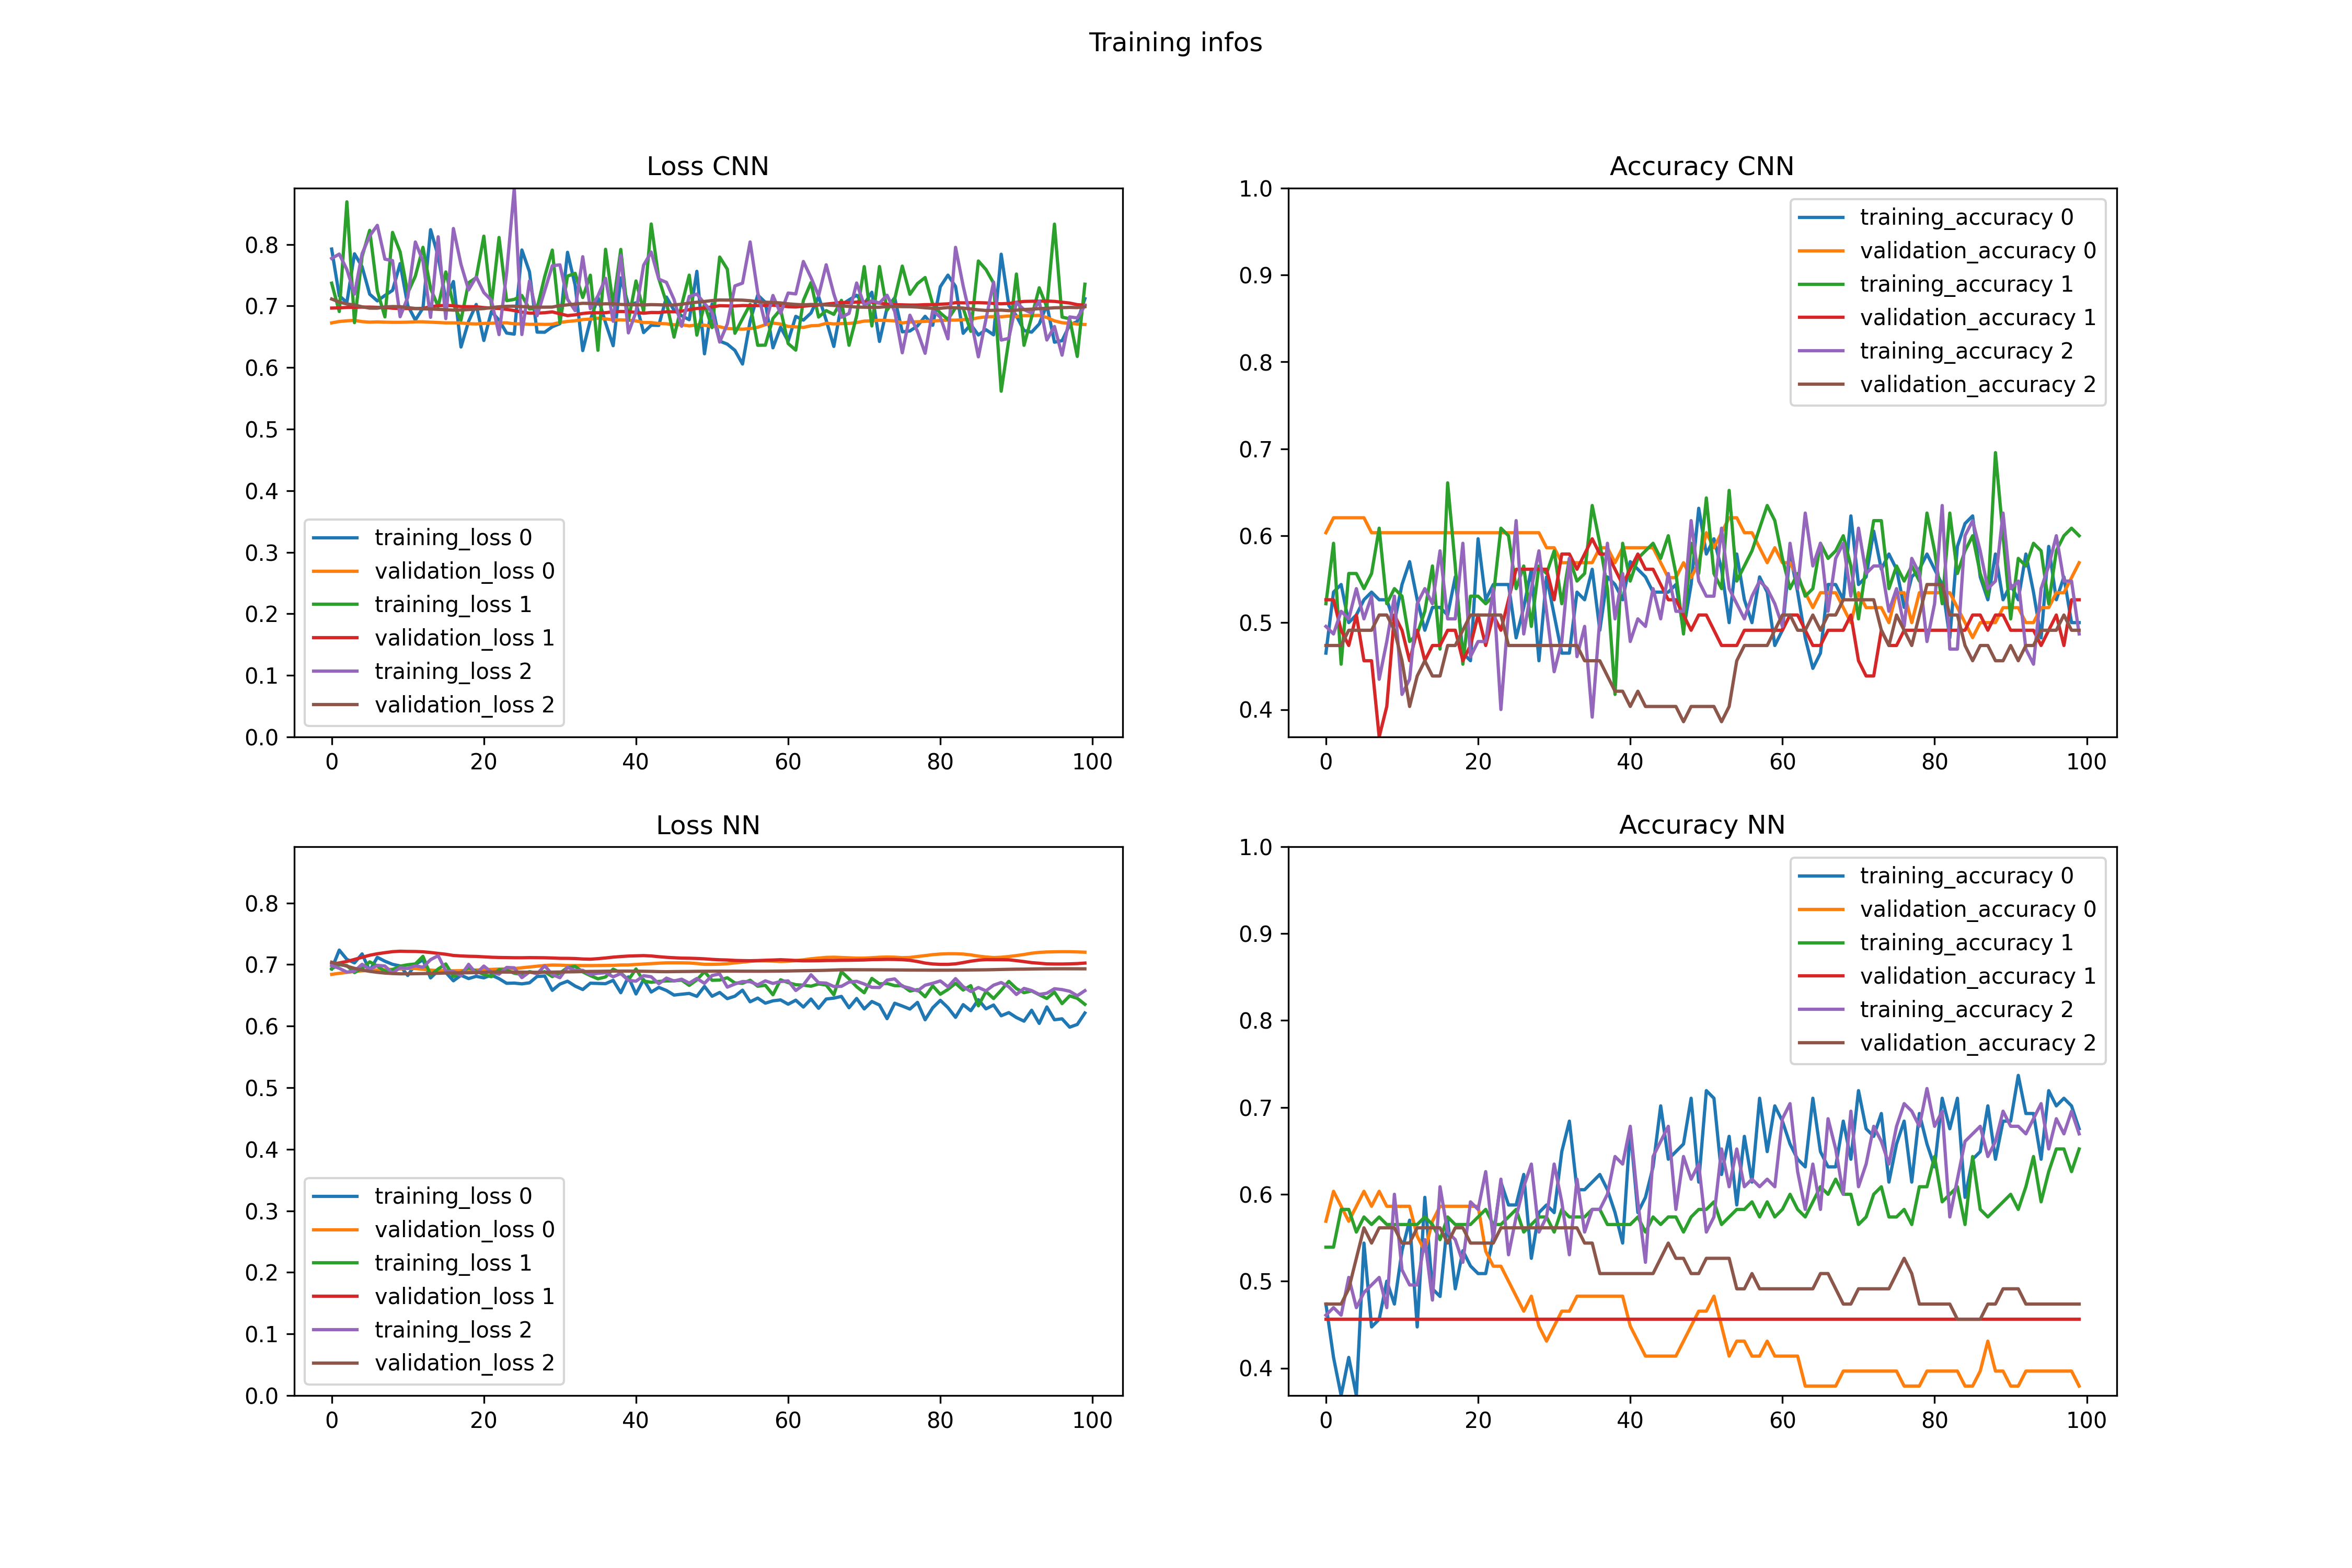 Training infos
Loss CNN
0.8
0.7
0.6
0.5
0.4
0.3
0.2
0.1
0.0
0 20 40 60 80 100
training_loss 0
validation_loss 0
training_loss 1
validation_loss 1
training_loss 2
validation_loss 2
Accuracy CNN
1.0
0.9
0.8
0.7
0.6
0.5
0.4
0 20 40 60 80 100
training_accuracy 0
validation_accuracy 0
training_accuracy 1
validation_accuracy 1
training_accuracy 2
validation_accuracy 2
Loss NN
0.8
0.7
0.6
0.5
0.4
0.3
0.2
0.1
0.0
0 20 40 60 80 100
training_loss 0
validation_loss 0
training_loss 1
validation_loss 1
training_loss 2
validation_loss 2
Accuracy NN
1.0
0.9
0.8
0.7
0.6
0.5
0.4
0 20 40 60 80 100
training_accuracy 0
validation_accuracy 0
training_accuracy 1
validation_accuracy 1
training_accuracy 2
validation_accuracy 2